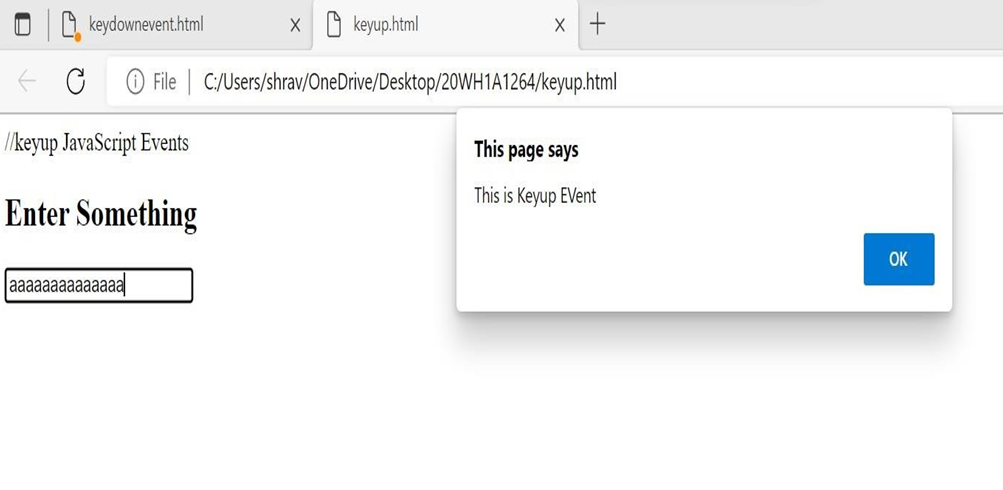 keydownevent.html
keyup.html
File
C:/Users/shrav/OneDrive/Desktop/20WH1A1264/keyup.html
//keyup JavaScript Events
Enter Something
aaaaaaaaaaaaaa
This page says
This is Keyup EVent
OK